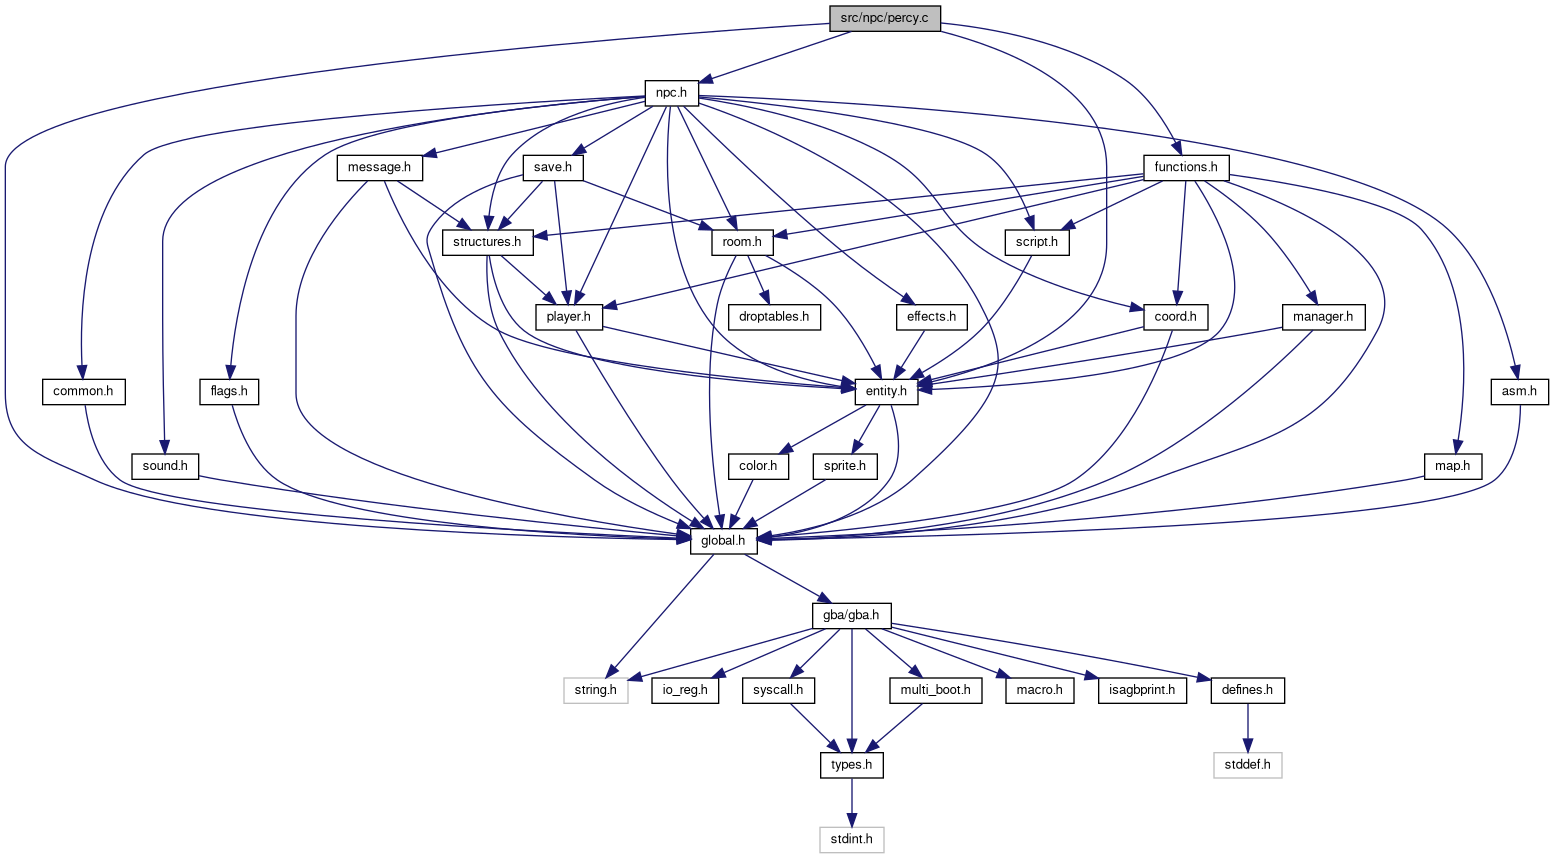 src/npc/percy.c
npc.h
message.h
save.h
functions.h
structures.h
room.h
script.h
player.h
droptables.h
effects.h
coord.h
manager.h
common.h
flags.h
entity.h
asm.h
sound.h
color.h
sprite.h
map.h
global.h
gba/gba.h
string.h
io_reg.h
syscall.h
multi_boot.h
macro.h
isagbprint.h
defines.h
types.h
stddef.h
stdint.h